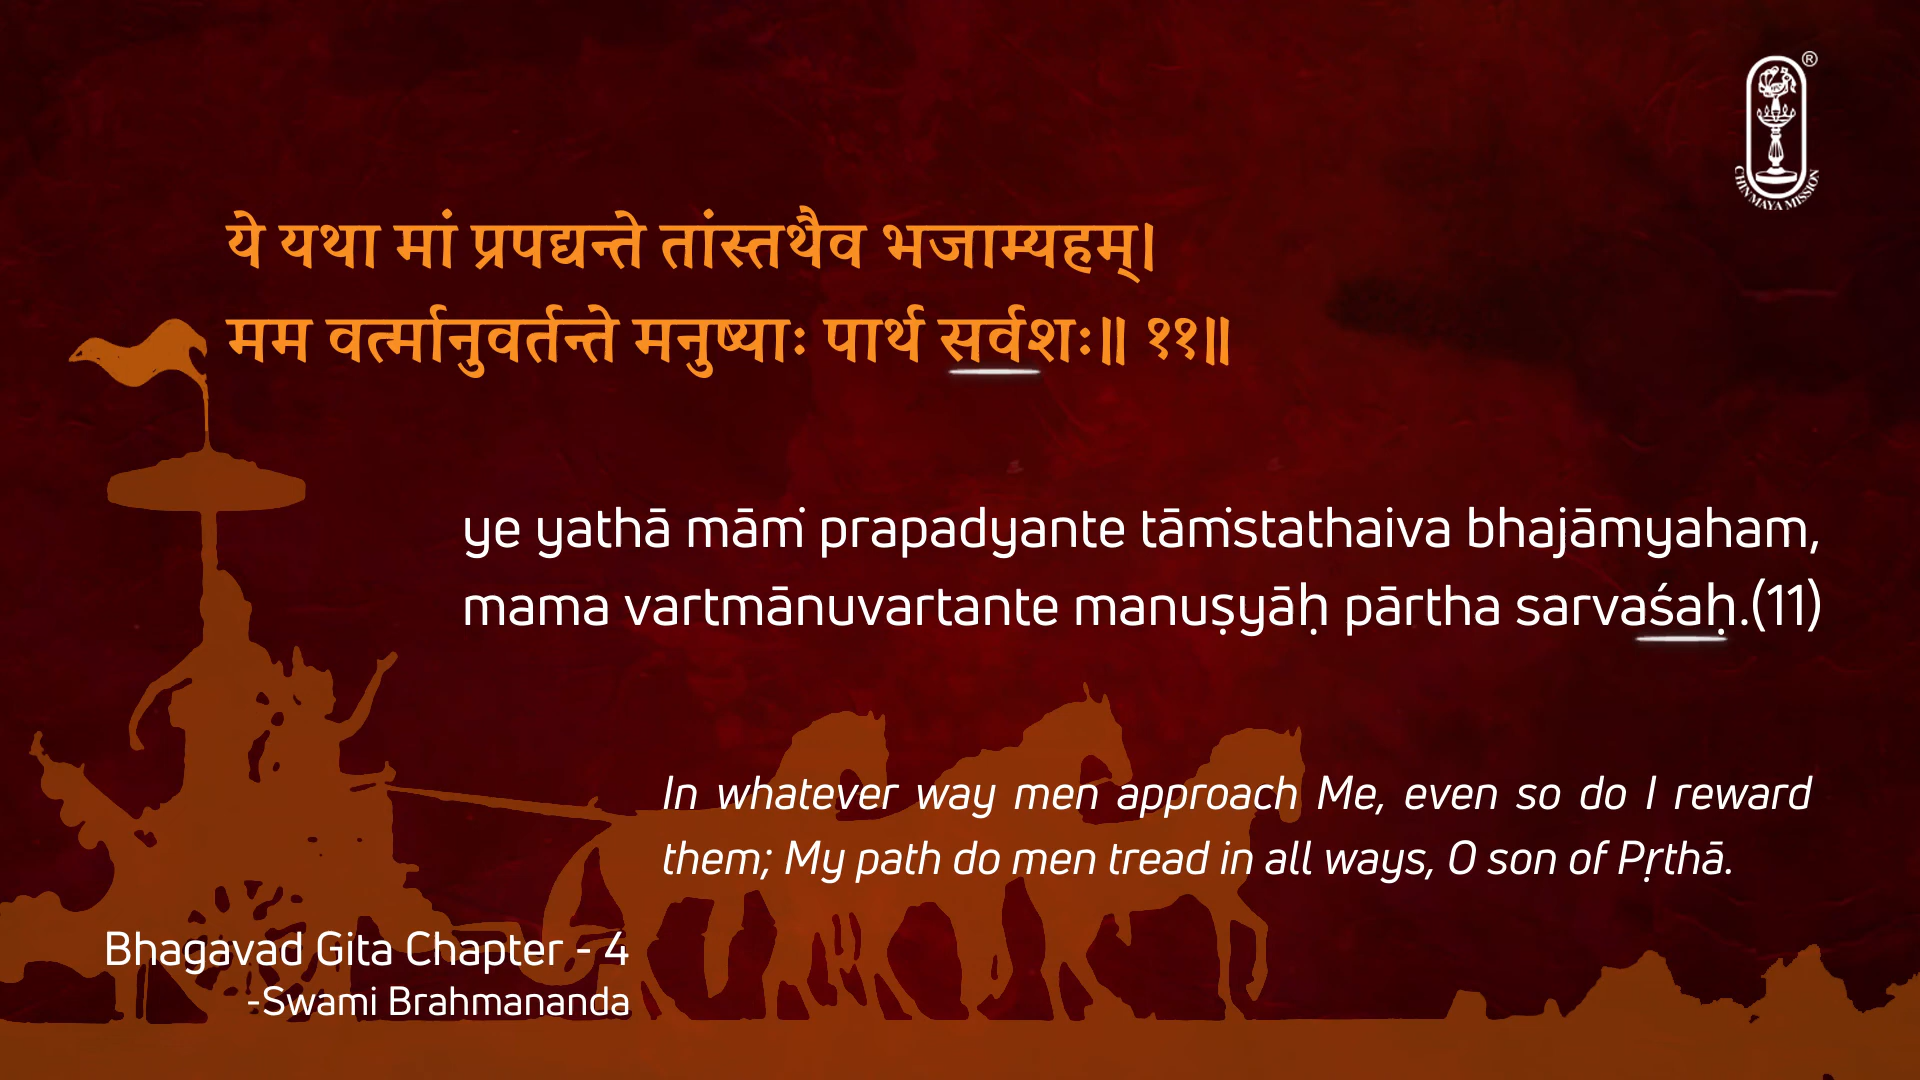 ये यथा मां प्रपद्यन्ते तांस्तथैव भजाम्यहम्।
मम वर्त्मानुवर्तन्ते मनुष्याः पार्थ सर्वशः॥ ११॥
ye yathā māṁ prapadyante tāṁstathaiva bhajāmyaham,
mama vartmānuvartante manuṣyāḥ pārtha sarvaśaḥ.(11)
In whatever way men approach Me, even so do I reward
them; My path do men tread in all ways, O son of Pṛthā.
Bhagavad Gita Chapter - 4
-Swami Brahmananda
®
CHINMAYA MISSION